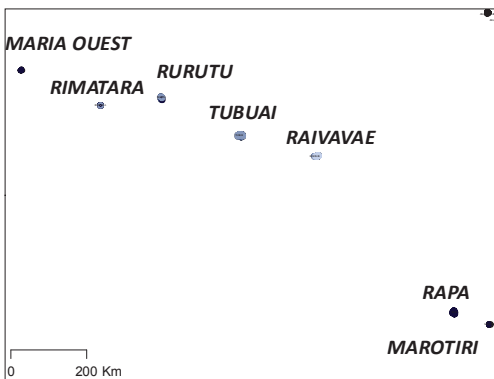 MARIA OUEST
RURUTU
RIMATARA
TUBUAI
RAIVAVAE
RAPA
MAROTIRI
0 200 Km